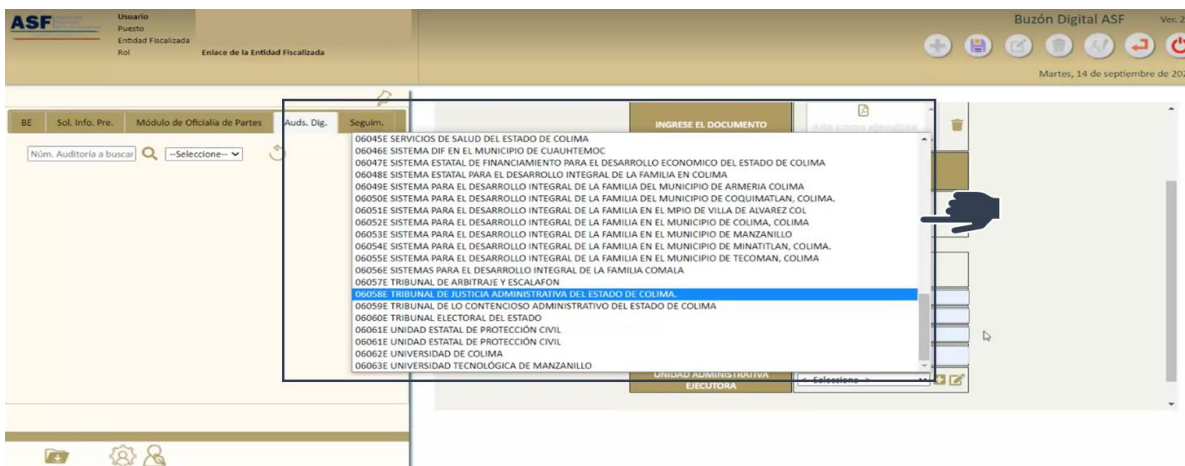 ASF
Usuario
Puesto
Entidad Fiscalizada
Rol Enlace de la Entidad Fiscalizada
Buzón Digital ASF Ver. 2
Martes, 14 de septiembre de 202
BE Sol. Info. Pre. Módulo de Oficialía de Partes Auds. Dig. Seguim.
Núm. Auditoría a buscar --Seleccione--
INGRESE EL DOCUMENTO
06045E SERVICIOS DE SALUD DEL ESTADO DE COLIMA
06046E SISTEMA DIF EN EL MUNICIPIO DE CUAUHTEMOC
06047E SISTEMA ESTATAL DE FINANCIAMIENTO PARA EL DESARROLLO ECONOMICO DEL ESTADO DE COLIMA
06048E SISTEMA ESTATAL PARA EL DESARROLLO INTEGRAL DE LA FAMILIA EN COLIMA
06049E SISTEMA PARA EL DESARROLLO INTEGRAL DE LA FAMILIA DEL MUNICIPIO DE ARMERIA COLIMA
06050E SISTEMA PARA EL DESARROLLO INTEGRAL DE LA FAMILIA DEL MUNICIPIO DE COQUIMATLAN, COLIMA.
06051E SISTEMA PARA EL DESARROLLO INTEGRAL DE LA FAMILIA EN EL MPIO DE VILLA DE ALVAREZ COL
06052E SISTEMA PARA EL DESARROLLO INTEGRAL DE LA FAMILIA EN EL MUNICIPIO DE COLIMA, COLIMA
06053E SISTEMA PARA EL DESARROLLO INTEGRAL DE LA FAMILIA EN EL MUNICIPIO DE MANZANILLO
06054E SISTEMA PARA EL DESARROLLO INTEGRAL DE LA FAMILIA EN EL MUNICIPIO DE MINATITLAN, COLIMA.
06055E SISTEMA PARA EL DESARROLLO INTEGRAL DE LA FAMILIA EN EL MUNICIPIO DE TECOMAN, COLIMA
06056E SISTEMAS PARA EL DESARROLLO INTEGRAL DE LA FAMILIA COMALA
06057E TRIBUNAL DE ARBITRAJE Y ESCALAFON
06058E TRIBUNAL DE JUSTICIA ADMINISTRATIVA DEL ESTADO DE COLIMA.
06059E TRIBUNAL DE LO CONTENCIOSO ADMINISTRATIVO DEL ESTADO DE COLIMA
06060E TRIBUNAL ELECTORAL DEL ESTADO
06061E UNIDAD ESTATAL DE PROTECCIÓN CIVIL
06061E UNIDAD ESTATAL DE PROTECCIÓN CIVIL
06062E UNIVERSIDAD DE COLIMA
06063E UNIVERSIDAD TECNOLÓGICA DE MANZANILLO
UNIDAD ADMINISTRATIVA
EJECUTORA
< Seleccione >